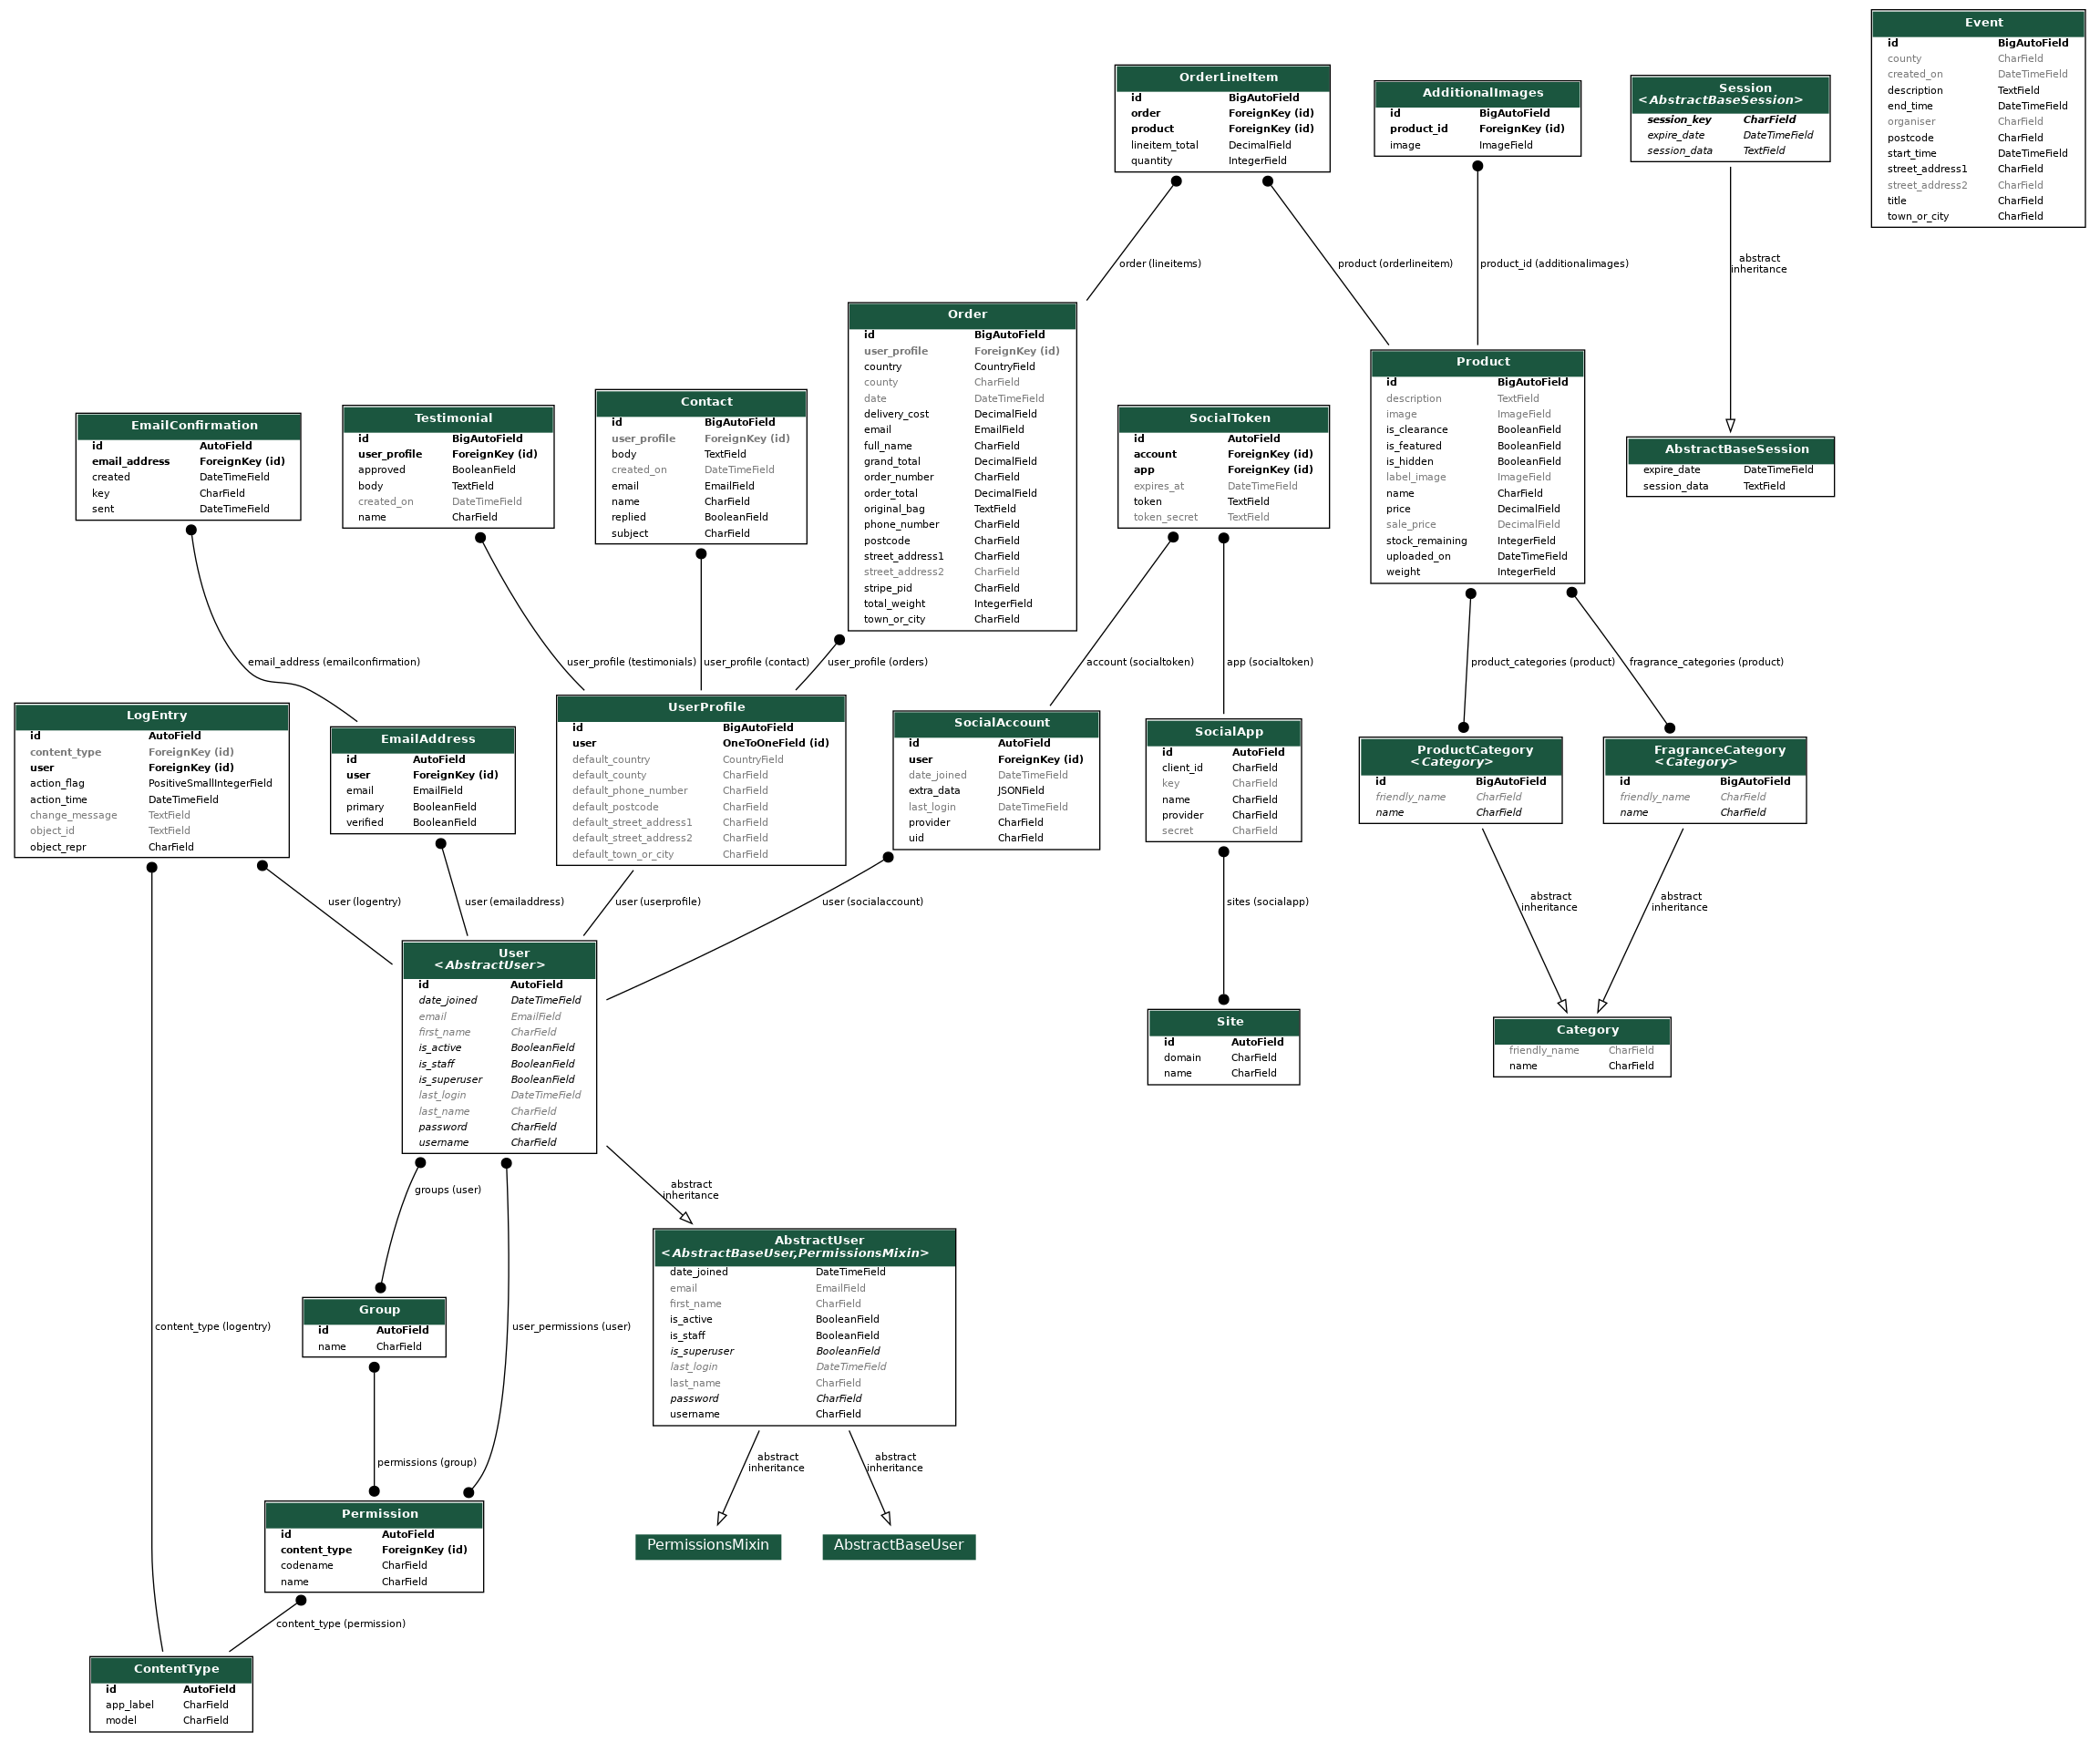 Event
id BigAutoField
county CharField
created_on DateTimeField
description TextField
end_time DateTimeField
organiser CharField
postcode CharField
start_time DateTimeField
street_address1 CharField
street_address2 CharField
title CharField
town_or_city CharField
OrderLineItem
id BigAutoField
order ForeignKey (id)
product ForeignKey (id)
lineitem_total DecimalField
quantity IntegerField
AdditionalImages
id BigAutoField
product_id ForeignKey (id)
image ImageField
Session
<AbstractBaseSession>
session_key CharField
expire_date DateTimeField
session_data TextField
order (lineitems)
product (orderlineitem)
product_id (additionalimages)
abstract
inheritance
Order
id BigAutoField
user_profile ForeignKey (id)
country CountryField
county CharField
date DateTimeField
delivery_cost DecimalField
email EmailField
full_name CharField
grand_total DecimalField
order_number CharField
order_total DecimalField
original_bag TextField
phone_number CharField
postcode CharField
street_address1 CharField
street_address2 CharField
stripe_pid CharField
total_weight IntegerField
town_or_city CharField
Product
id BigAutoField
description TextField
image ImageField
is_clearance BooleanField
is_featured BooleanField
is_hidden BooleanField
label_image ImageField
name CharField
price DecimalField
sale_price DecimalField
stock_remaining IntegerField
uploaded_on DateTimeField
weight IntegerField
EmailConfirmation
id AutoField
email_address ForeignKey (id)
created DateTimeField
key CharField
sent DateTimeField
Testimonial
id BigAutoField
user_profile ForeignKey (id)
approved BooleanField
body TextField
created_on DateTimeField
name CharField
Contact
id BigAutoField
user_profile ForeignKey (id)
body TextField
created_on DateTimeField
email EmailField
name CharField
replied BooleanField
subject CharField
SocialToken
id AutoField
account ForeignKey (id)
app ForeignKey (id)
expires_at DateTimeField
token TextField
token_secret TextField
AbstractBaseSession
expire_date DateTimeField
session_data TextField
email_address (emailconfirmation)
user_profile (testimonials)
user_profile (contact)
user_profile (orders)
account (socialtoken)
app (socialtoken)
product_categories (product)
fragrance_categories (product)
LogEntry
id AutoField
content_type ForeignKey (id)
user ForeignKey (id)
action_flag PositiveSmallIntegerField
action_time DateTimeField
change_message TextField
object_id TextField
object_repr CharField
EmailAddress
id AutoField
user ForeignKey (id)
email EmailField
primary BooleanField
verified BooleanField
UserProfile
id BigAutoField
user OneToOneField (id)
default_country CountryField
default_county CharField
default_phone_number CharField
default_postcode CharField
default_street_address1 CharField
default_street_address2 CharField
default_town_or_city CharField
SocialAccount
id AutoField
user ForeignKey (id)
date_joined DateTimeField
extra_data JSONField
last_login DateTimeField
provider CharField
uid CharField
SocialApp
id AutoField
client_id CharField
key CharField
name CharField
provider CharField
secret CharField
ProductCategory
<Category>
id BigAutoField
friendly_name CharField
name CharField
FragranceCategory
<Category>
id BigAutoField
friendly_name CharField
name CharField
user (logentry)
user (emailaddress)
user (userprofile)
user (socialaccount)
sites (socialapp)
abstract
inheritance
abstract
inheritance
User
<AbstractUser>
id AutoField
date_joined DateTimeField
email EmailField
first_name CharField
is_active BooleanField
is_staff BooleanField
is_superuser BooleanField
last_login DateTimeField
last_name CharField
password CharField
username CharField
Site
id AutoField
domain CharField
name CharField
Category
friendly_name CharField
name CharField
groups (user)
abstract
inheritance
AbstractUser
<AbstractBaseUser,PermissionsMixin>
date_joined DateTimeField
email EmailField
first_name CharField
is_active BooleanField
is_staff BooleanField
is_superuser BooleanField
last_login DateTimeField
last_name CharField
password CharField
username CharField
Group
id AutoField
name CharField
content_type (logentry)
user_permissions (user)
permissions (group)
abstract
inheritance
abstract
inheritance
Permission
id AutoField
content_type ForeignKey (id)
codename CharField
name CharField
PermissionsMixin
AbstractBaseUser
content_type (permission)
ContentType
id AutoField
app_label CharField
model CharField